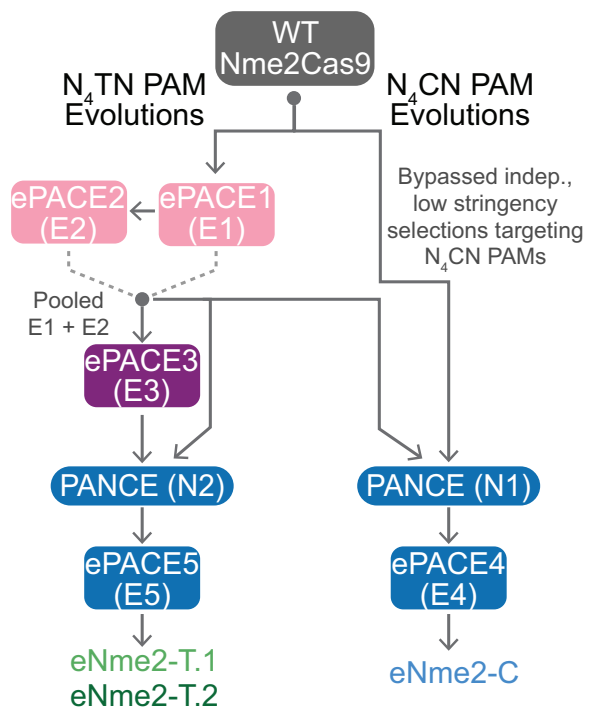 WT
Nme2Cas9
N₄TN PAM
Evolutions
N₄CN PAM
Evolutions
ePACE2
(E2)
ePACE1
(E1)
Bypassed indep.,
low stringency
selections targeting
N₄CN PAMs
Pooled
E1 + E2
ePACE3
(E3)
PANCE (N2)
PANCE (N1)
ePACE5
(E5)
ePACE4
(E4)
eNme2-T.1
eNme2-T.2
eNme2-C